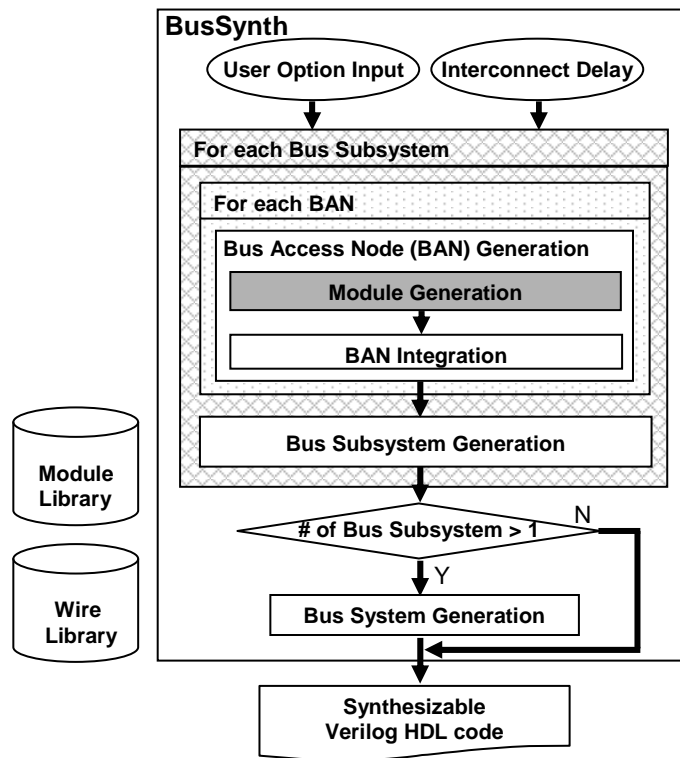 BusSynth
User Option Input
Interconnect Delay
For each Bus Subsystem
For each BAN
Bus Access Node (BAN) Generation
Module Generation
BAN Integration
Bus Subsystem Generation
Module
Library
# of Bus Subsystem > 1
N
Y
Wire
Library
Bus System Generation
Synthesizable
Verilog HDL code